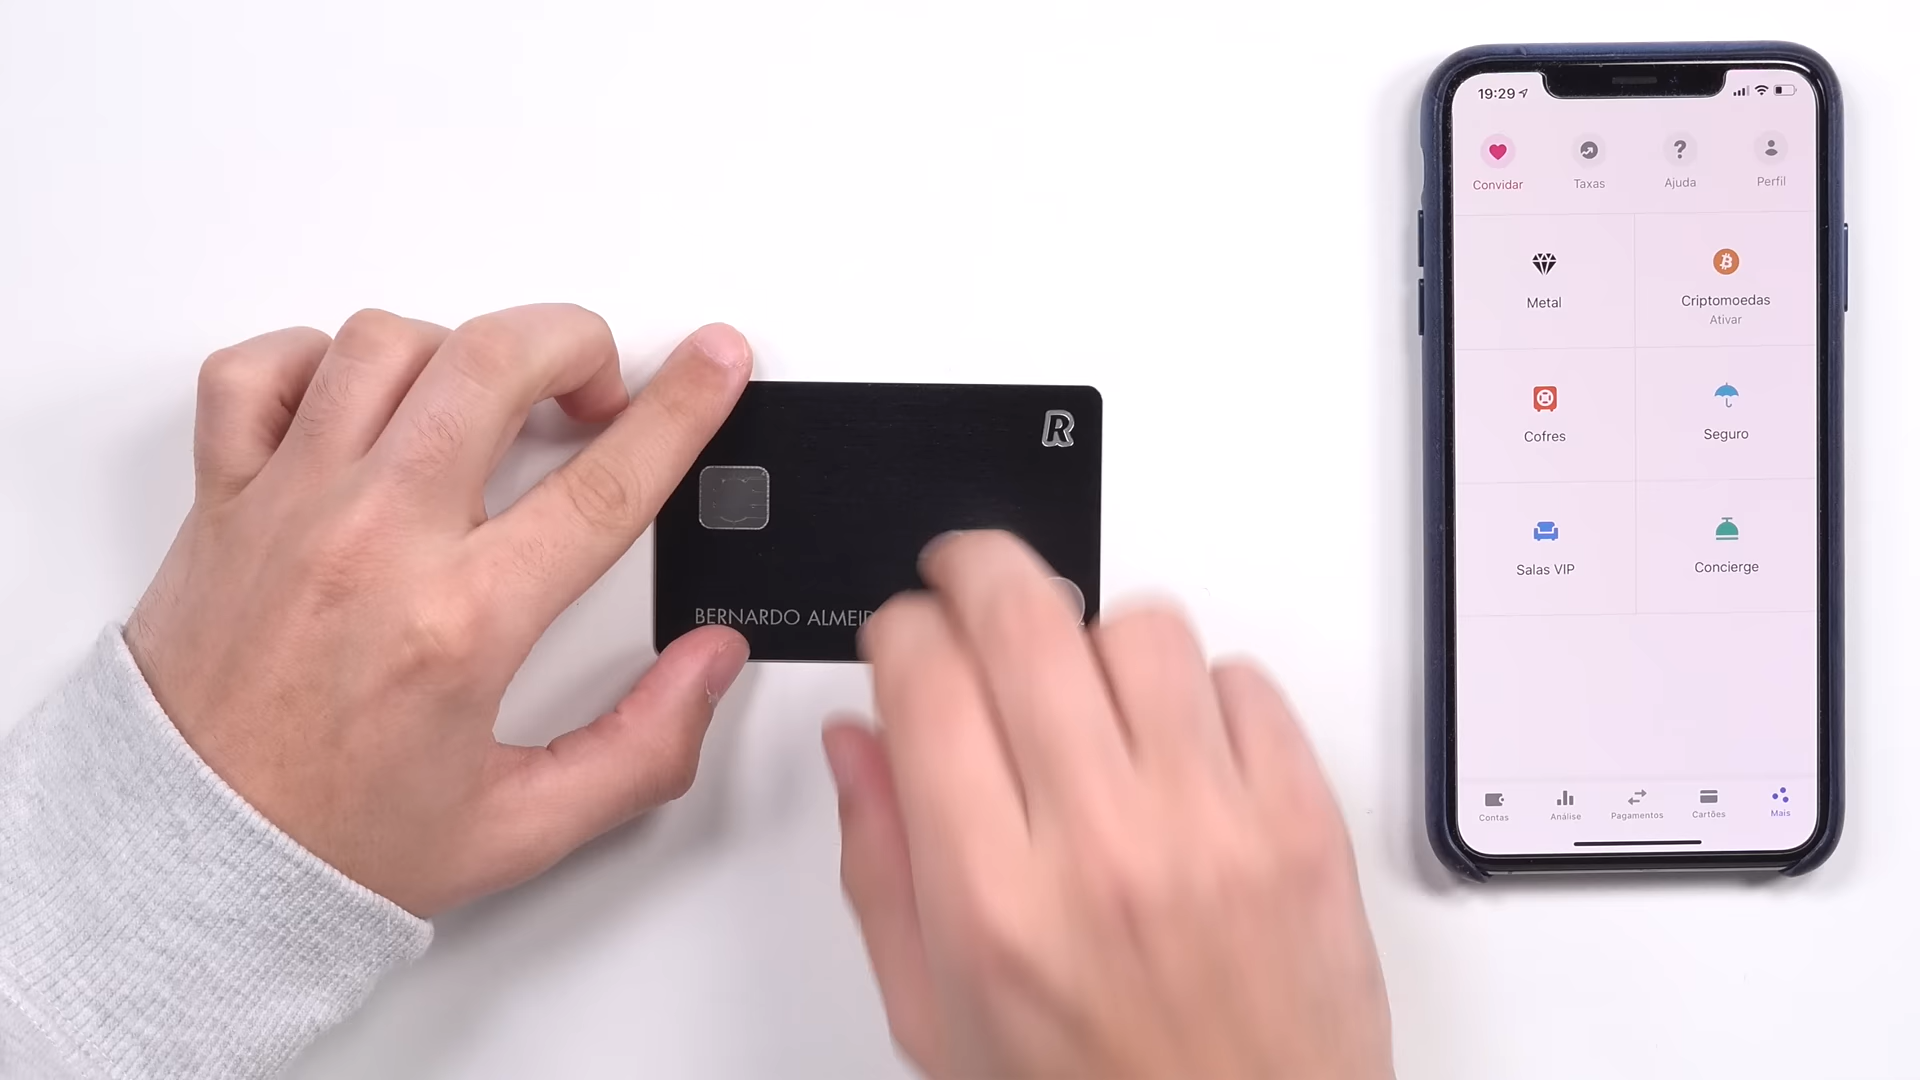 R
BERNARDO
19:29
Convidar
Taxas
Ajuda
Perfil
Metal
Criptomoedas
Ativar
Cofres
Seguro
Salas VIP
Concierge
Contas
Análise
Pagamentos
Cartões
Mais